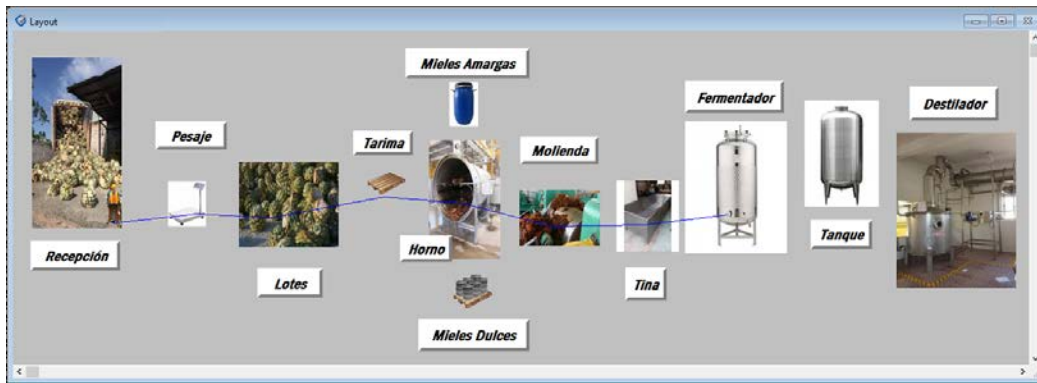 Layout
Mieles Amargas
Fermentador
Destilador
Pesaje
Tarima
Molienda
Recepción
Horno
Tanque
Lotes
Tina
Mieles Dulces